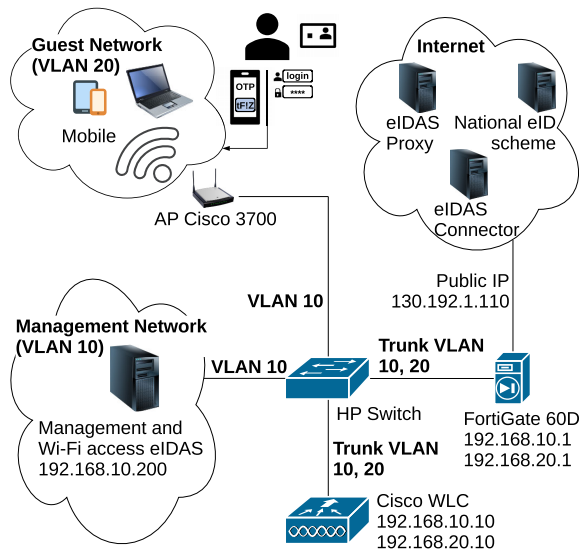 Guest Network
(VLAN 20)
Mobile
OTP
tFIZ
login
****
AP Cisco 3700
Internet
eIDAS
Proxy
National eID
scheme
eIDAS
Connector
Public IP
130.192.1.110
VLAN 10
Management Network
(VLAN 10)
Management and
Wi-Fi access eIDAS
192.168.10.200
VLAN 10
Trunk VLAN
10, 20
HP Switch
FortiGate 60D
192.168.10.1
192.168.20.1
Trunk VLAN
10, 20
Cisco WLC
192.168.10.10
192.168.20.10